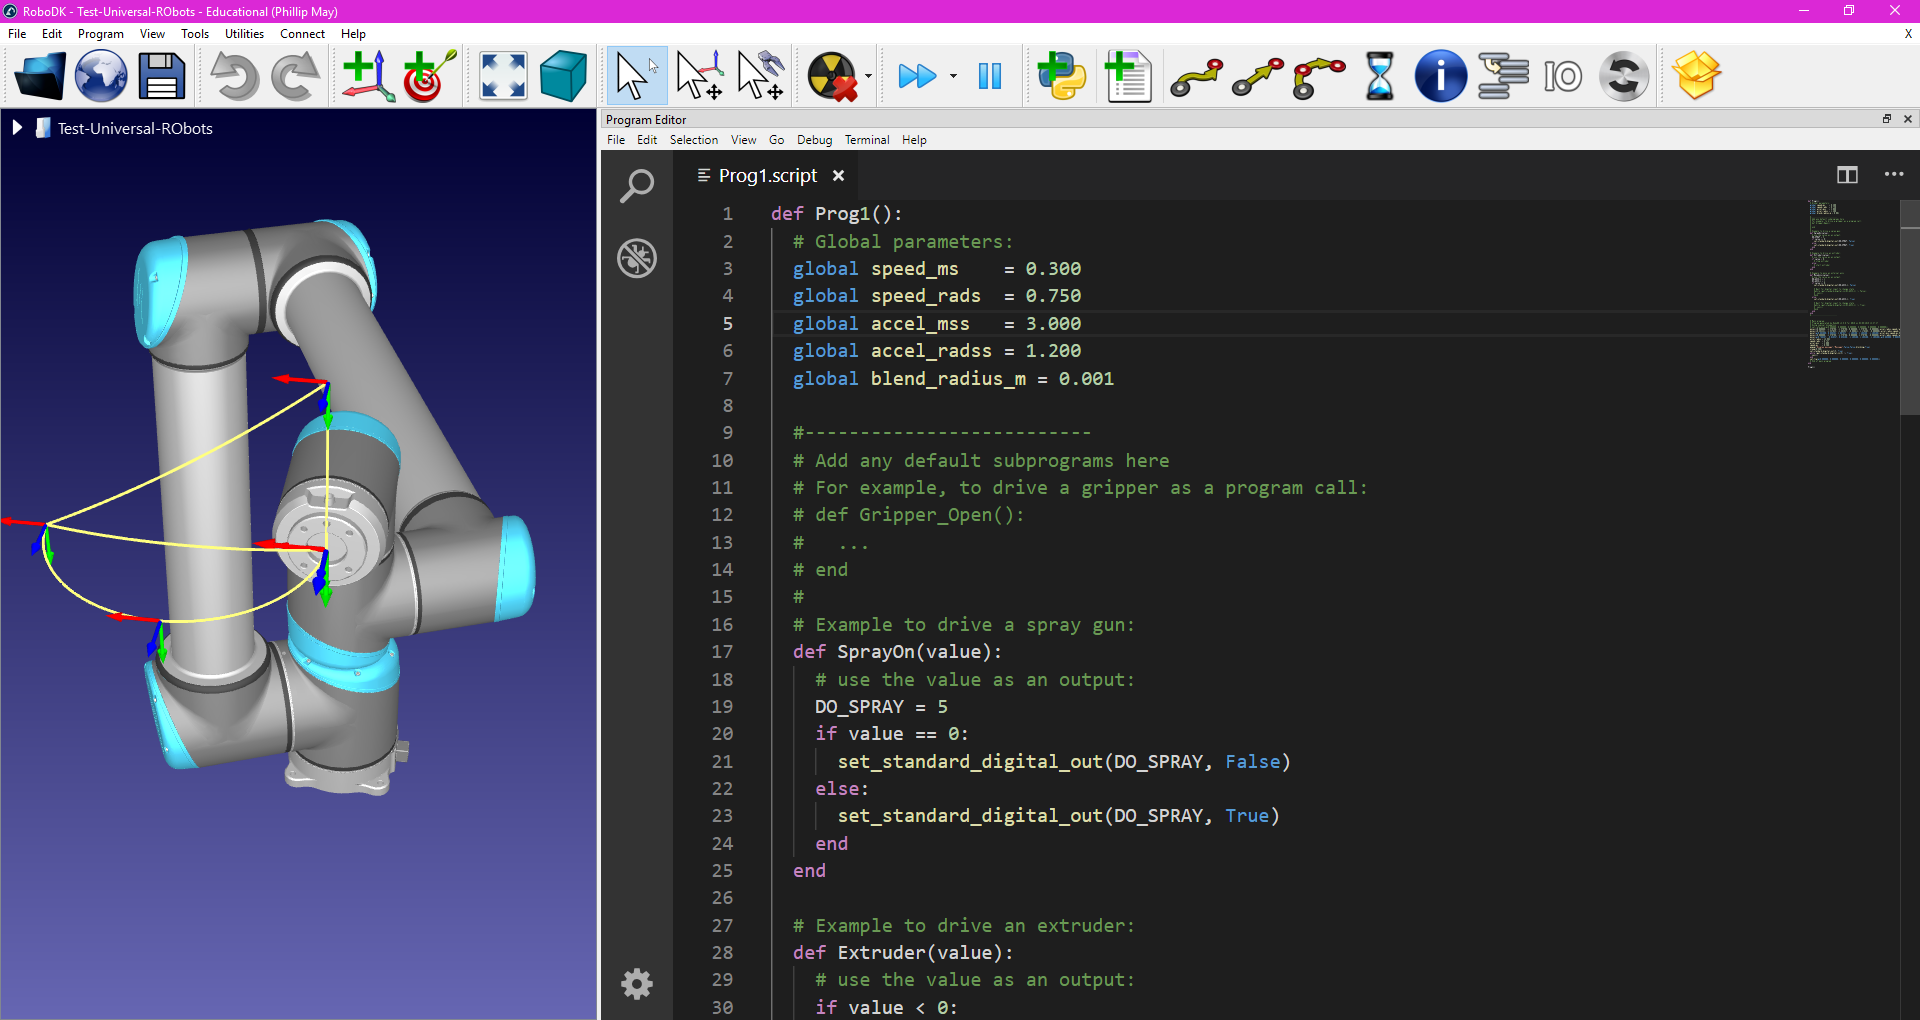 RoboDK - Test-Universal-RObots - Educational (Phillip May)
File Edit Program View Tools Utilities Connect Help X
IO
Test-Universal-RObots
Program Editor
File Edit Selection View Go Debug Terminal Help
Prog1.script
1 def Prog1():
2 # Global parameters:
3 global speed_ms    = 0.300
4 global speed_rads  = 0.750
5 global accel_mss   = 3.000
6 global accel_radss = 1.200
7 global blend_radius_m = 0.001
8
9 #--------------------------
10 # Add any default subprograms here
11 # For example, to drive a gripper as a program call:
12 # def Gripper_Open():
13 #   ...
14 # end
15 #
16 # Example to drive a spray gun:
17 def SprayOn(value):
18 # use the value as an output:
19 DO_SPRAY = 5
20 if value == 0:
21 set_standard_digital_out(DO_SPRAY, False)
22 else:
23 set_standard_digital_out(DO_SPRAY, True)
24 end
25 end
26
27 # Example to drive an extruder:
28 def Extruder(value):
29 # use the value as an output:
30 if value < 0: